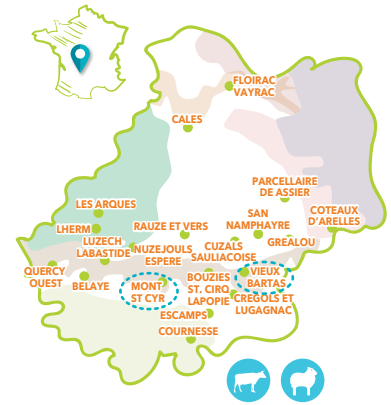 FLOIRAC
VAYRAC
CALES
PARCELLAIRE
DE ASSIER
LES ARQUES
SAN
NAMPHAYRE
COTEAUX
D'ARELLES
LHERM
RAUZE ET VERS
LUZECH
LABASTIDE
NUZEJOULS
ESPERE
CUZALS
SAULIACOISE
GREALOU
QUERCY
OUEST
BELAYE
MONT
ST CYR
BOUZIES
ST. CIRQ
LAPOPIE
VIEUX
BARTAS
CREGOLS ET
LUGAGNAC
ESCAMPS
COURNESSE